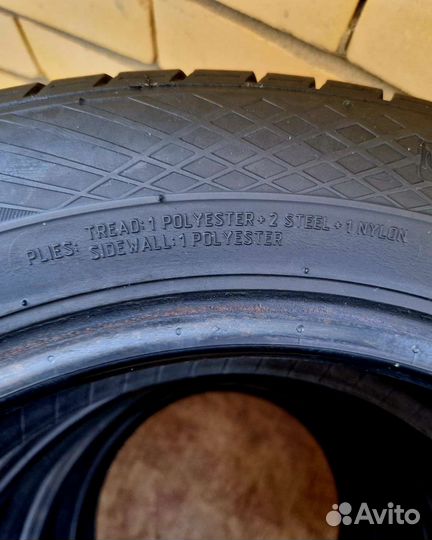 PLIES: TREAD: 1 POLYESTER + 2 STEEL + 1 NYLON
SIDEWALL: 1 POLYESTER
Avito